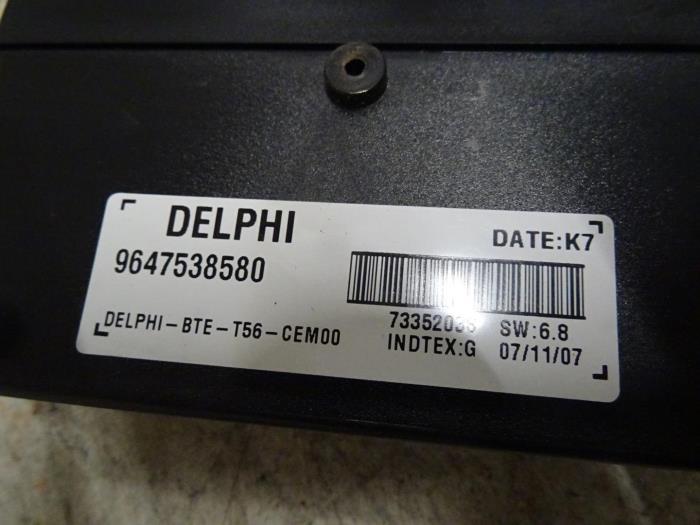 DELPHI
DATE:K7
9647538580
SW:6.8
DELPHI-BTE-T56-CEM00
INDTEX:G 07/11/07